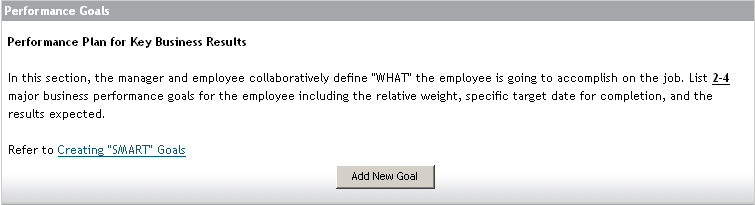 Performance Goals
Performance Plan for Key Business Results
In this section, the manager and employee collaboratively define "WHAT" the employee is going to accomplish on the job. List 2-4
major business performance goals for the employee including the relative weight, specific target date for completion, and the
results expected.
Refer to Creating "SMART" Goals
Add New Goal